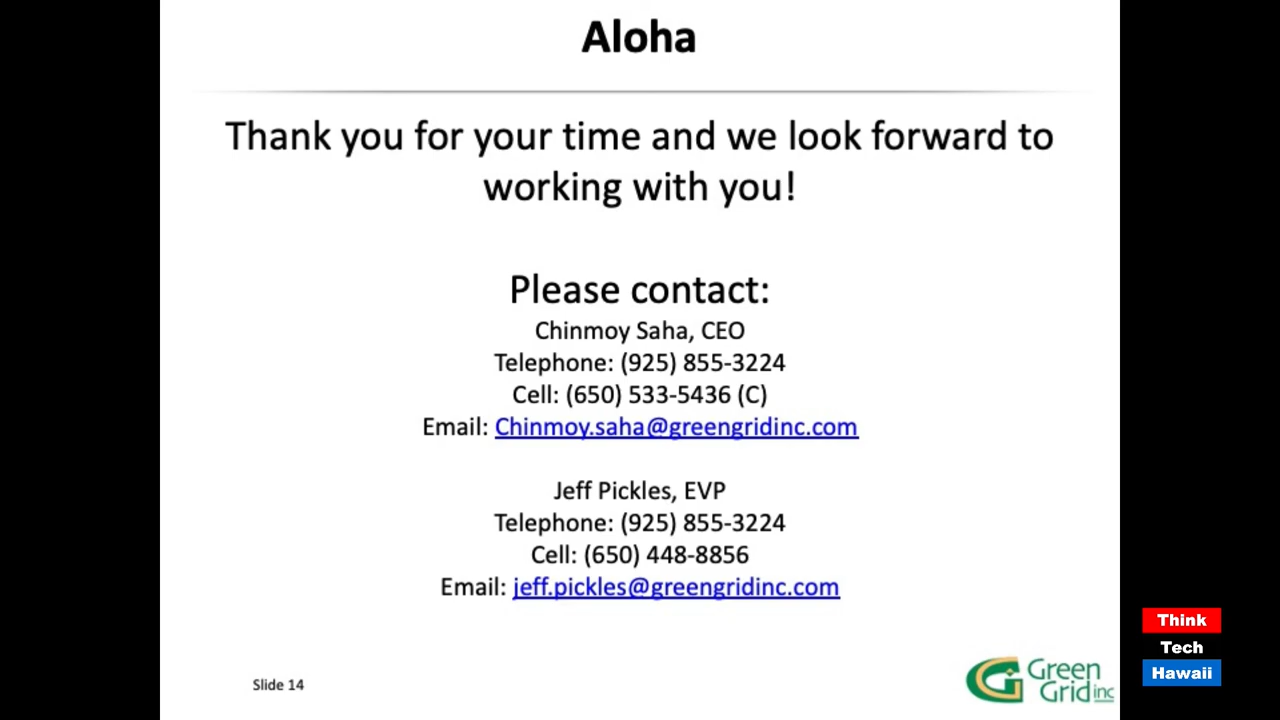 Aloha
Thank you for your time and we look forward to
working with you!
Please contact:
Chinmoy Saha, CEO
Telephone: (925) 855-3224
Cell: (650) 533-5436 (C)
Email: Chinmoy.saha@greengridinc.com
Jeff Pickles, EVP
Telephone: (925) 855-3224
Cell: (650) 448-8856
Email: jeff.pickles@greengridinc.com
Slide 14
Green
Grid inc
Think
Tech
Hawaii